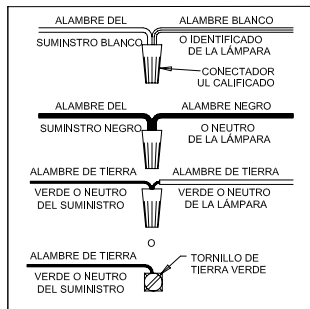 ALAMBRE DEL ALAMBRE BLANCO
SUMINSTRO BLANCO O IDENTIFICADO
DE LA LÁMPARA
CONECTADOR
UL CALIFICADO
ALAMBRE DEL ALAMBRE NEGRO
SUMINSTRO NEGRO O NEUTRO
DE LA LÁMPARA
ALAMBRE DE TIERRA ALAMBRE DE TIERRA
VERDE O NEUTRO VERDE O NEUTRO
DEL SUMINISTRO DE LA LÁMPARA
O
ALAMBRE DE TIERRA TORNILLO DE
VERDE O NEUTRO TIERRA VERDE
DEL SUMINISTRO